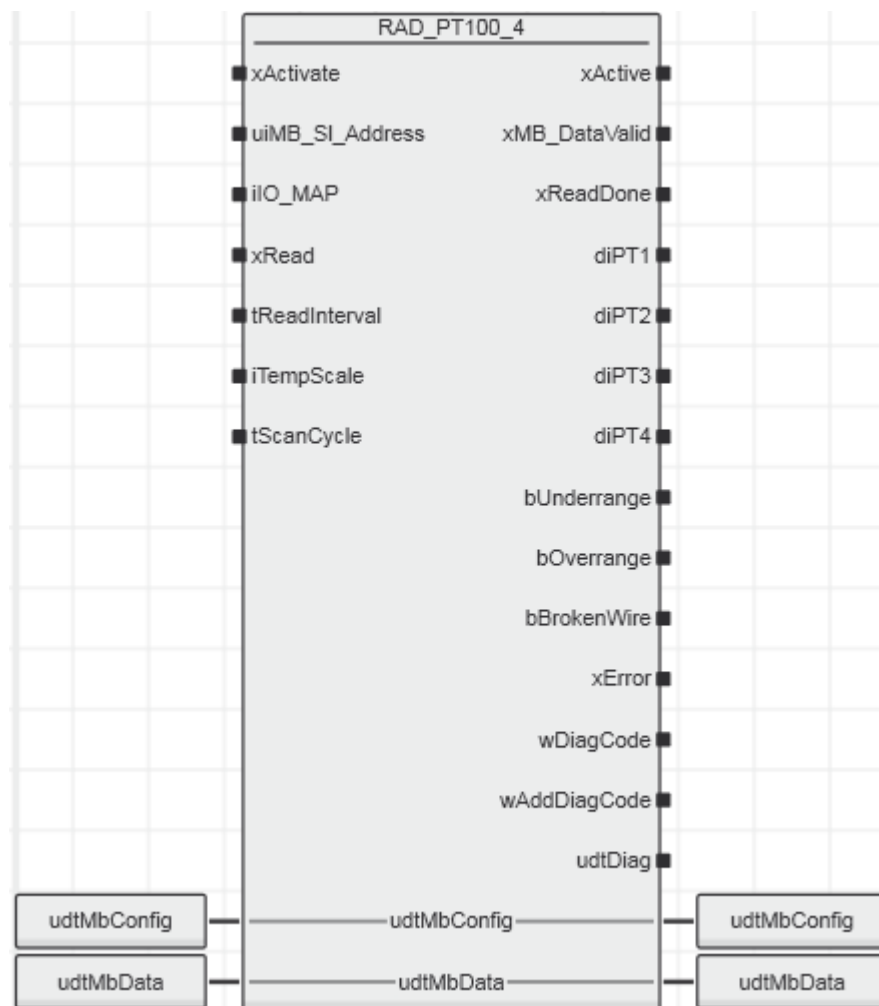 RAD_PT100_4
xActivate xActive
uiMB_SI_Address xMB_DataValid
iIO_MAP xReadDone
xRead diPT1
tReadInterval diPT2
iTempScale diPT3
tScanCycle diPT4
bUnderrange
bOverrange
bBrokenWire
xError
wDiagCode
wAddDiagCode
udtDiag
udtMbConfig udtMbConfig udtMbConfig
udtMbData udtMbData udtMbData